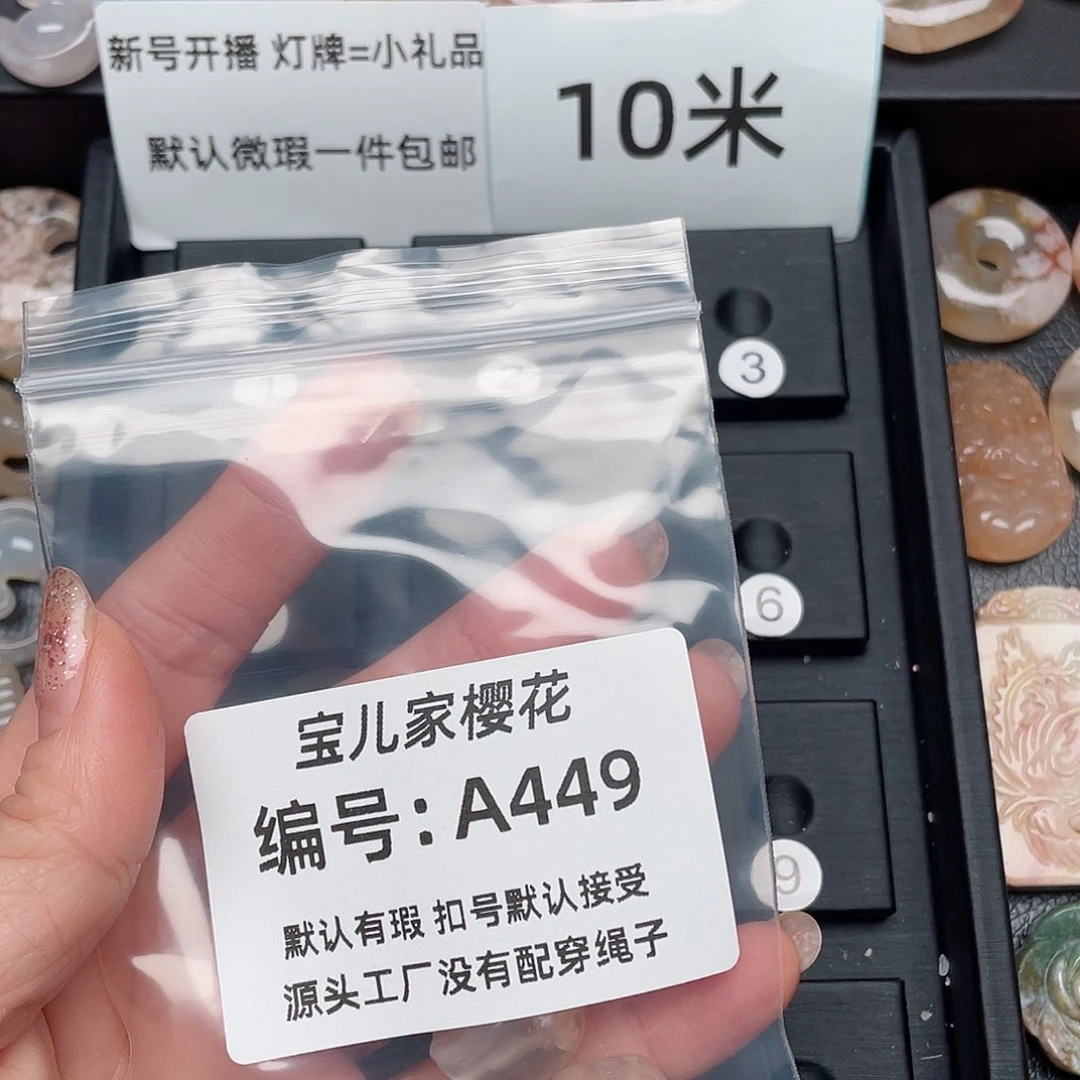 新号开播 灯牌=小礼品
默认微瑕一件包邮
10米
3
6
9
宝儿家樱花
编号:A449
默认有瑕 扣号默认接受
源头工厂没有配穿绳子